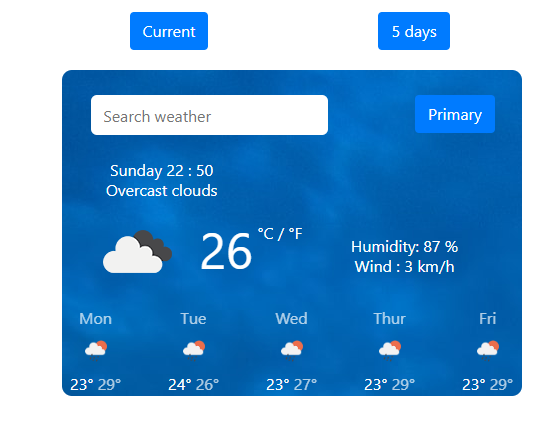 Current 5 days
Search weather Primary
Sunday 22 : 50
Overcast clouds
26 °C / °F
Humidity: 87 %
Wind : 3 km/h
Mon Tue Wed Thur Fri
23° 29° 24° 26° 23° 27° 23° 29° 23° 29°